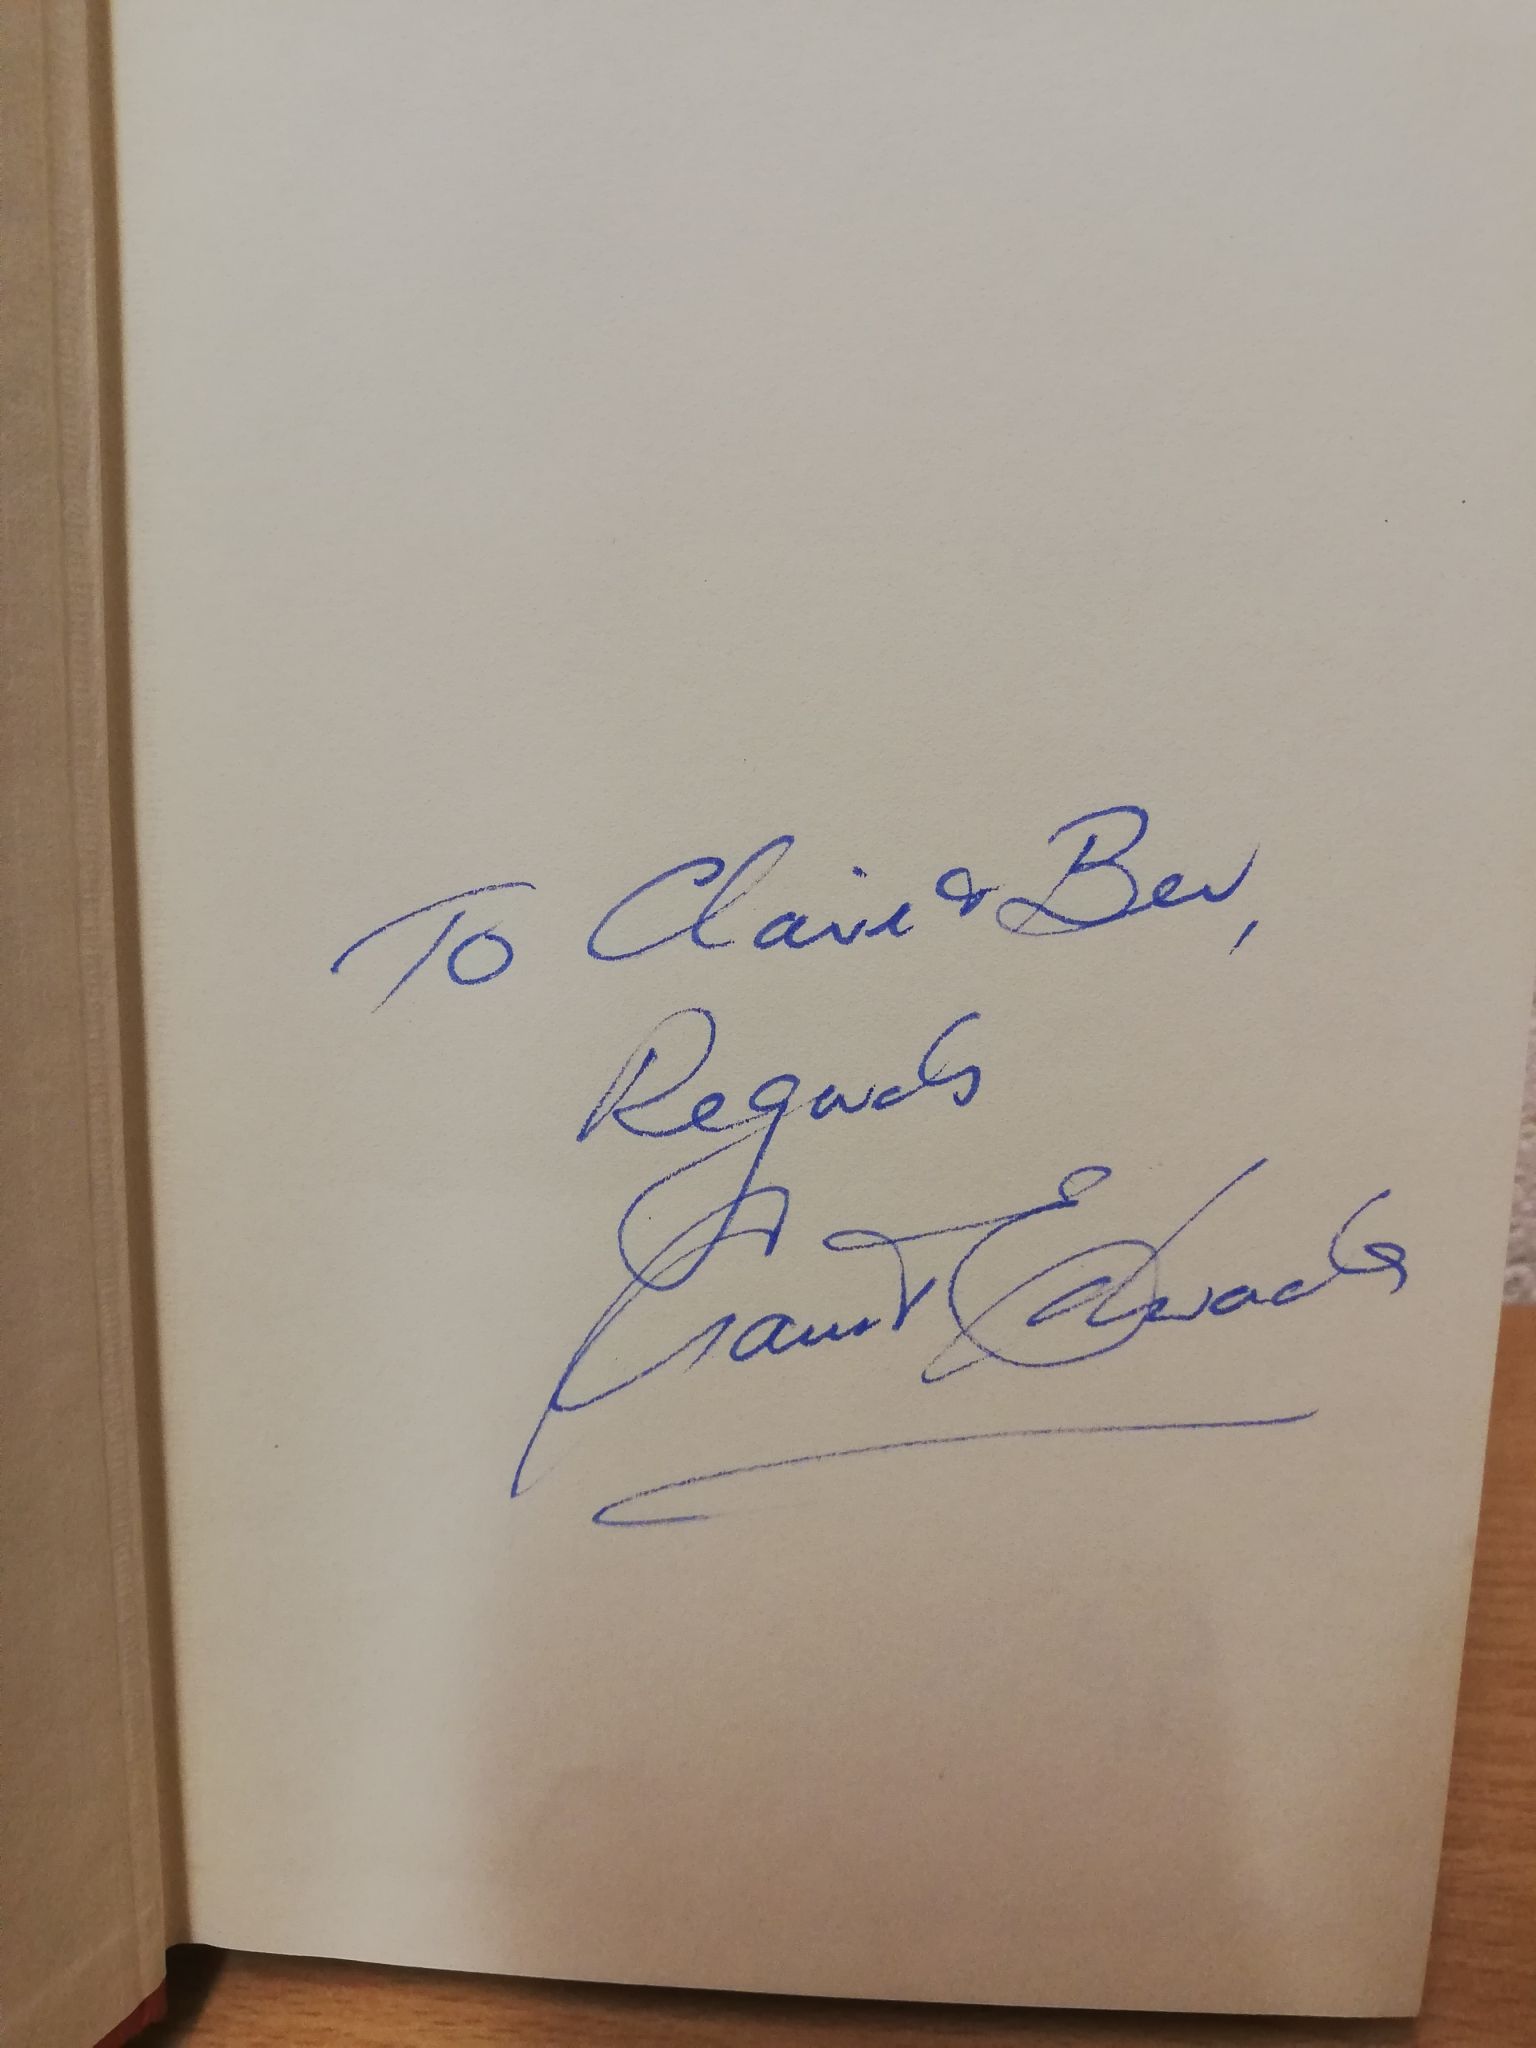 To Claire & Bev,
Regards
Grant Edwards